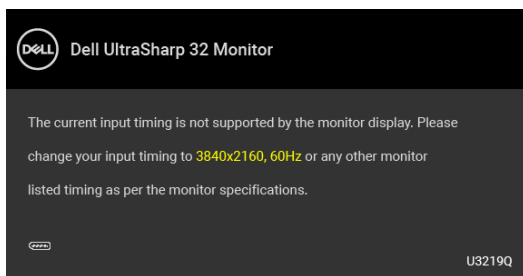 DELL
Dell UltraSharp 32 Monitor
The current input timing is not supported by the monitor display. Please
change your input timing to 3840x2160, 60Hz or any other monitor
listed timing as per the monitor specifications.
U3219Q